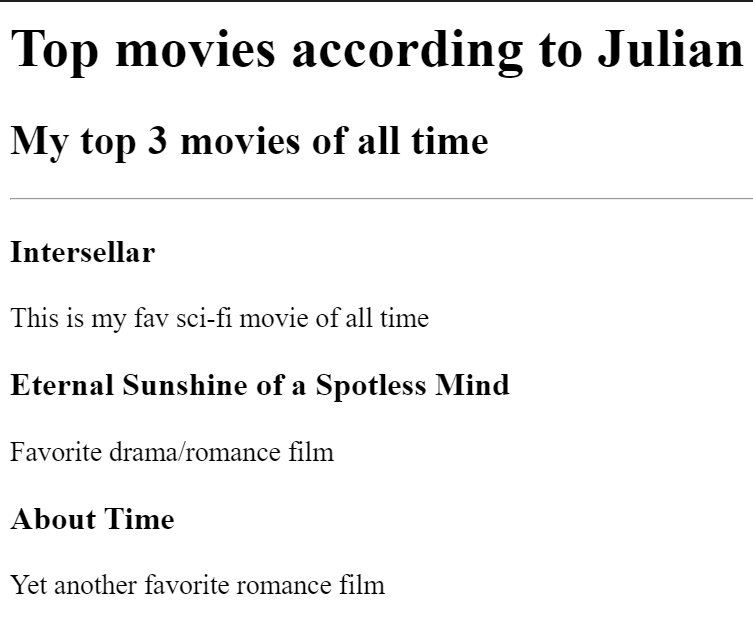 Top movies according to Julian
My top 3 movies of all time
Intersellar
This is my fav sci-fi movie of all time
Eternal Sunshine of a Spotless Mind
Favorite drama/romance film
About Time
Yet another favorite romance film